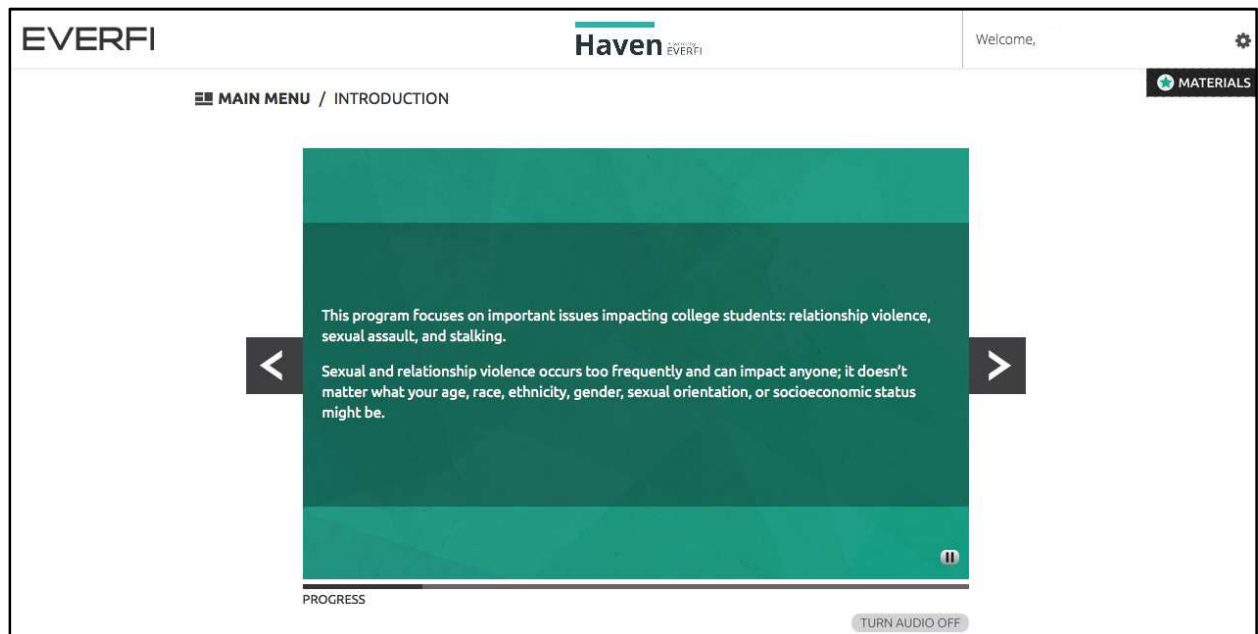 EVERFI
Haven
EVERFI
Welcome,
MATERIALS
MAIN MENU / INTRODUCTION
This program focuses on important issues impacting college students: relationship violence,
sexual assault, and stalking.
Sexual and relationship violence occurs too frequently and can impact anyone; it doesn't
matter what your age, race, ethnicity, gender, sexual orientation, or socioeconomic status
might be.
PROGRESS
TURN AUDIO OFF